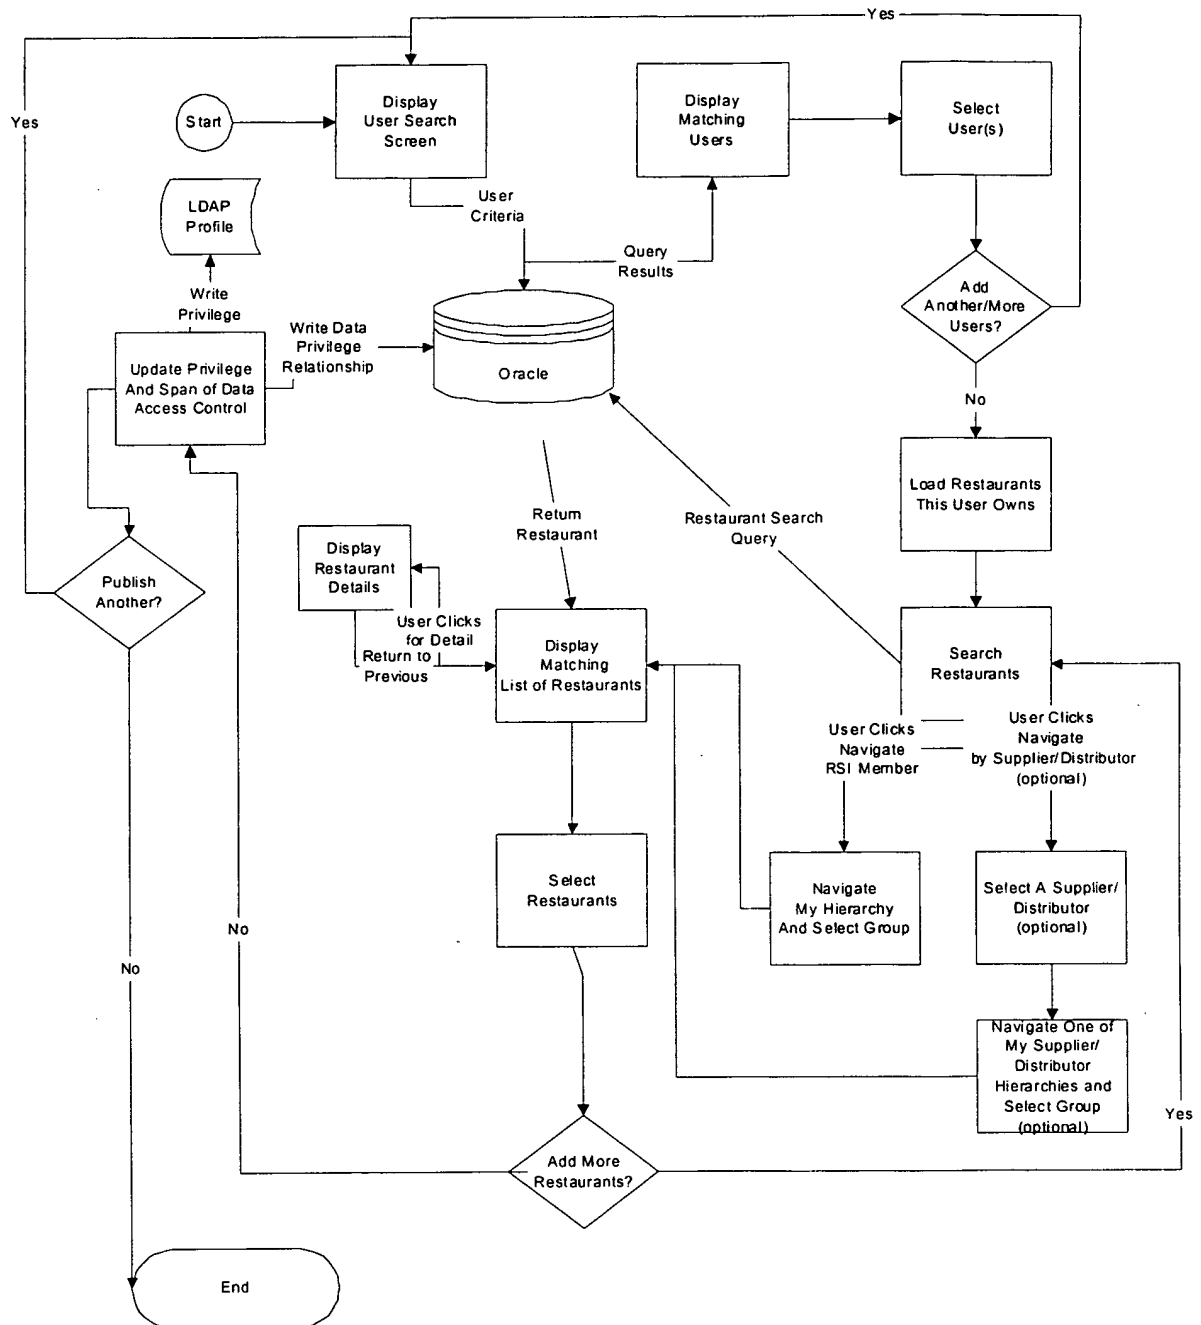 Yes
Yes
Start
Display
User Search
Screen
Display
Matching
Users
Select
User(s)
LDAP
Profile
User
Criteria
Query
Results
Add
Another/More
Users?
Write
Privilege
Write Data
Privilege
Relationship
Oracle
Update Privilege
And Span of Data
Access Control
No
Load Restaurants
This User Owns
Return
Restaurant
Restaurant Search
Query
Display
Restaurant
Details
Publish
Another?
User Clicks
for Detail
Return to
Previous
Display
Matching
List of Restaurants
Search
Restaurants
User Clicks
Navigate
RSI Member
User Clicks
Navigate
by Supplier/Distributor
(optional)
Select
Restaurants
Navigate
My Hierarchy
And Select Group
Select A Supplier/
Distributor
(optional)
No
No
Navigate One of
My Supplier/
Distributor
Hierarchies and
Select Group
(optional)
Yes
Add More
Restaurants?
End